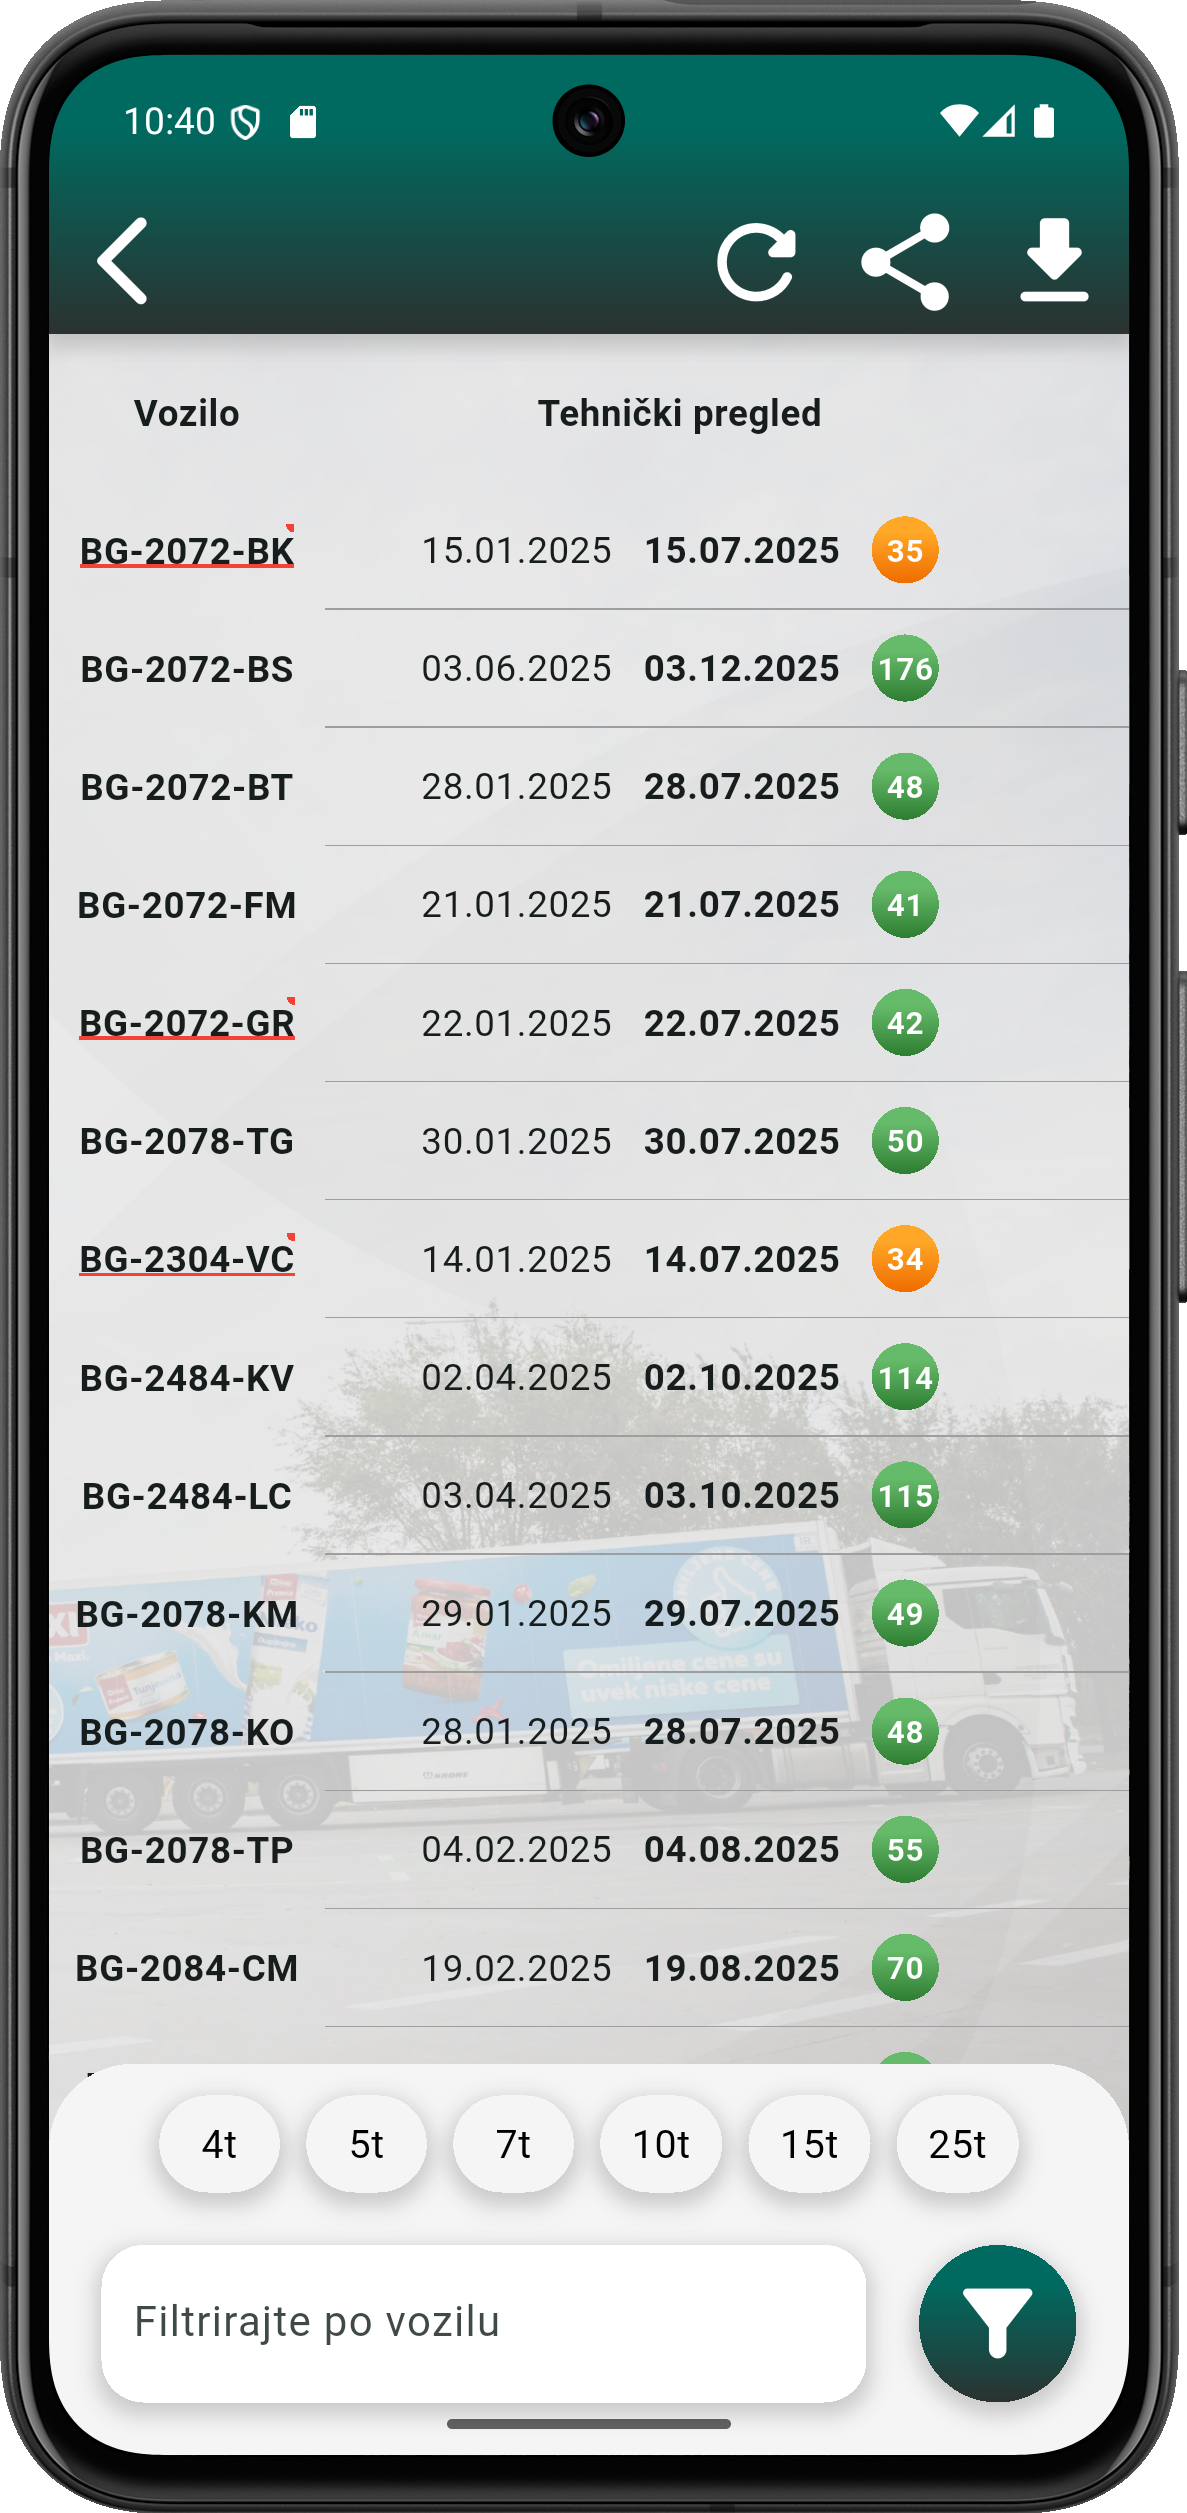 10:40
Vozilo Tehnički pregled
BG-2072-BK 15.01.2025 15.07.2025 35
BG-2072-BS 03.06.2025 03.12.2025 176
BG-2072-BT 28.01.2025 28.07.2025 48
BG-2072-FM 21.01.2025 21.07.2025 41
BG-2072-GR 22.01.2025 22.07.2025 42
BG-2078-TG 30.01.2025 30.07.2025 50
BG-2304-VC 14.01.2025 14.07.2025 34
BG-2484-KV 02.04.2025 02.10.2025 114
BG-2484-LC 03.04.2025 03.10.2025 115
BG-2078-KM 29.01.2025 29.07.2025 49
Omiljene cene su
uvek niske cene
BG-2078-KO 28.01.2025 28.07.2025 48
KRONE
BG-2078-TP 04.02.2025 04.08.2025 55
BG-2084-CM 19.02.2025 19.08.2025 70
4t 5t 7t 10t 15t 25t
Filtrirajte po vozilu